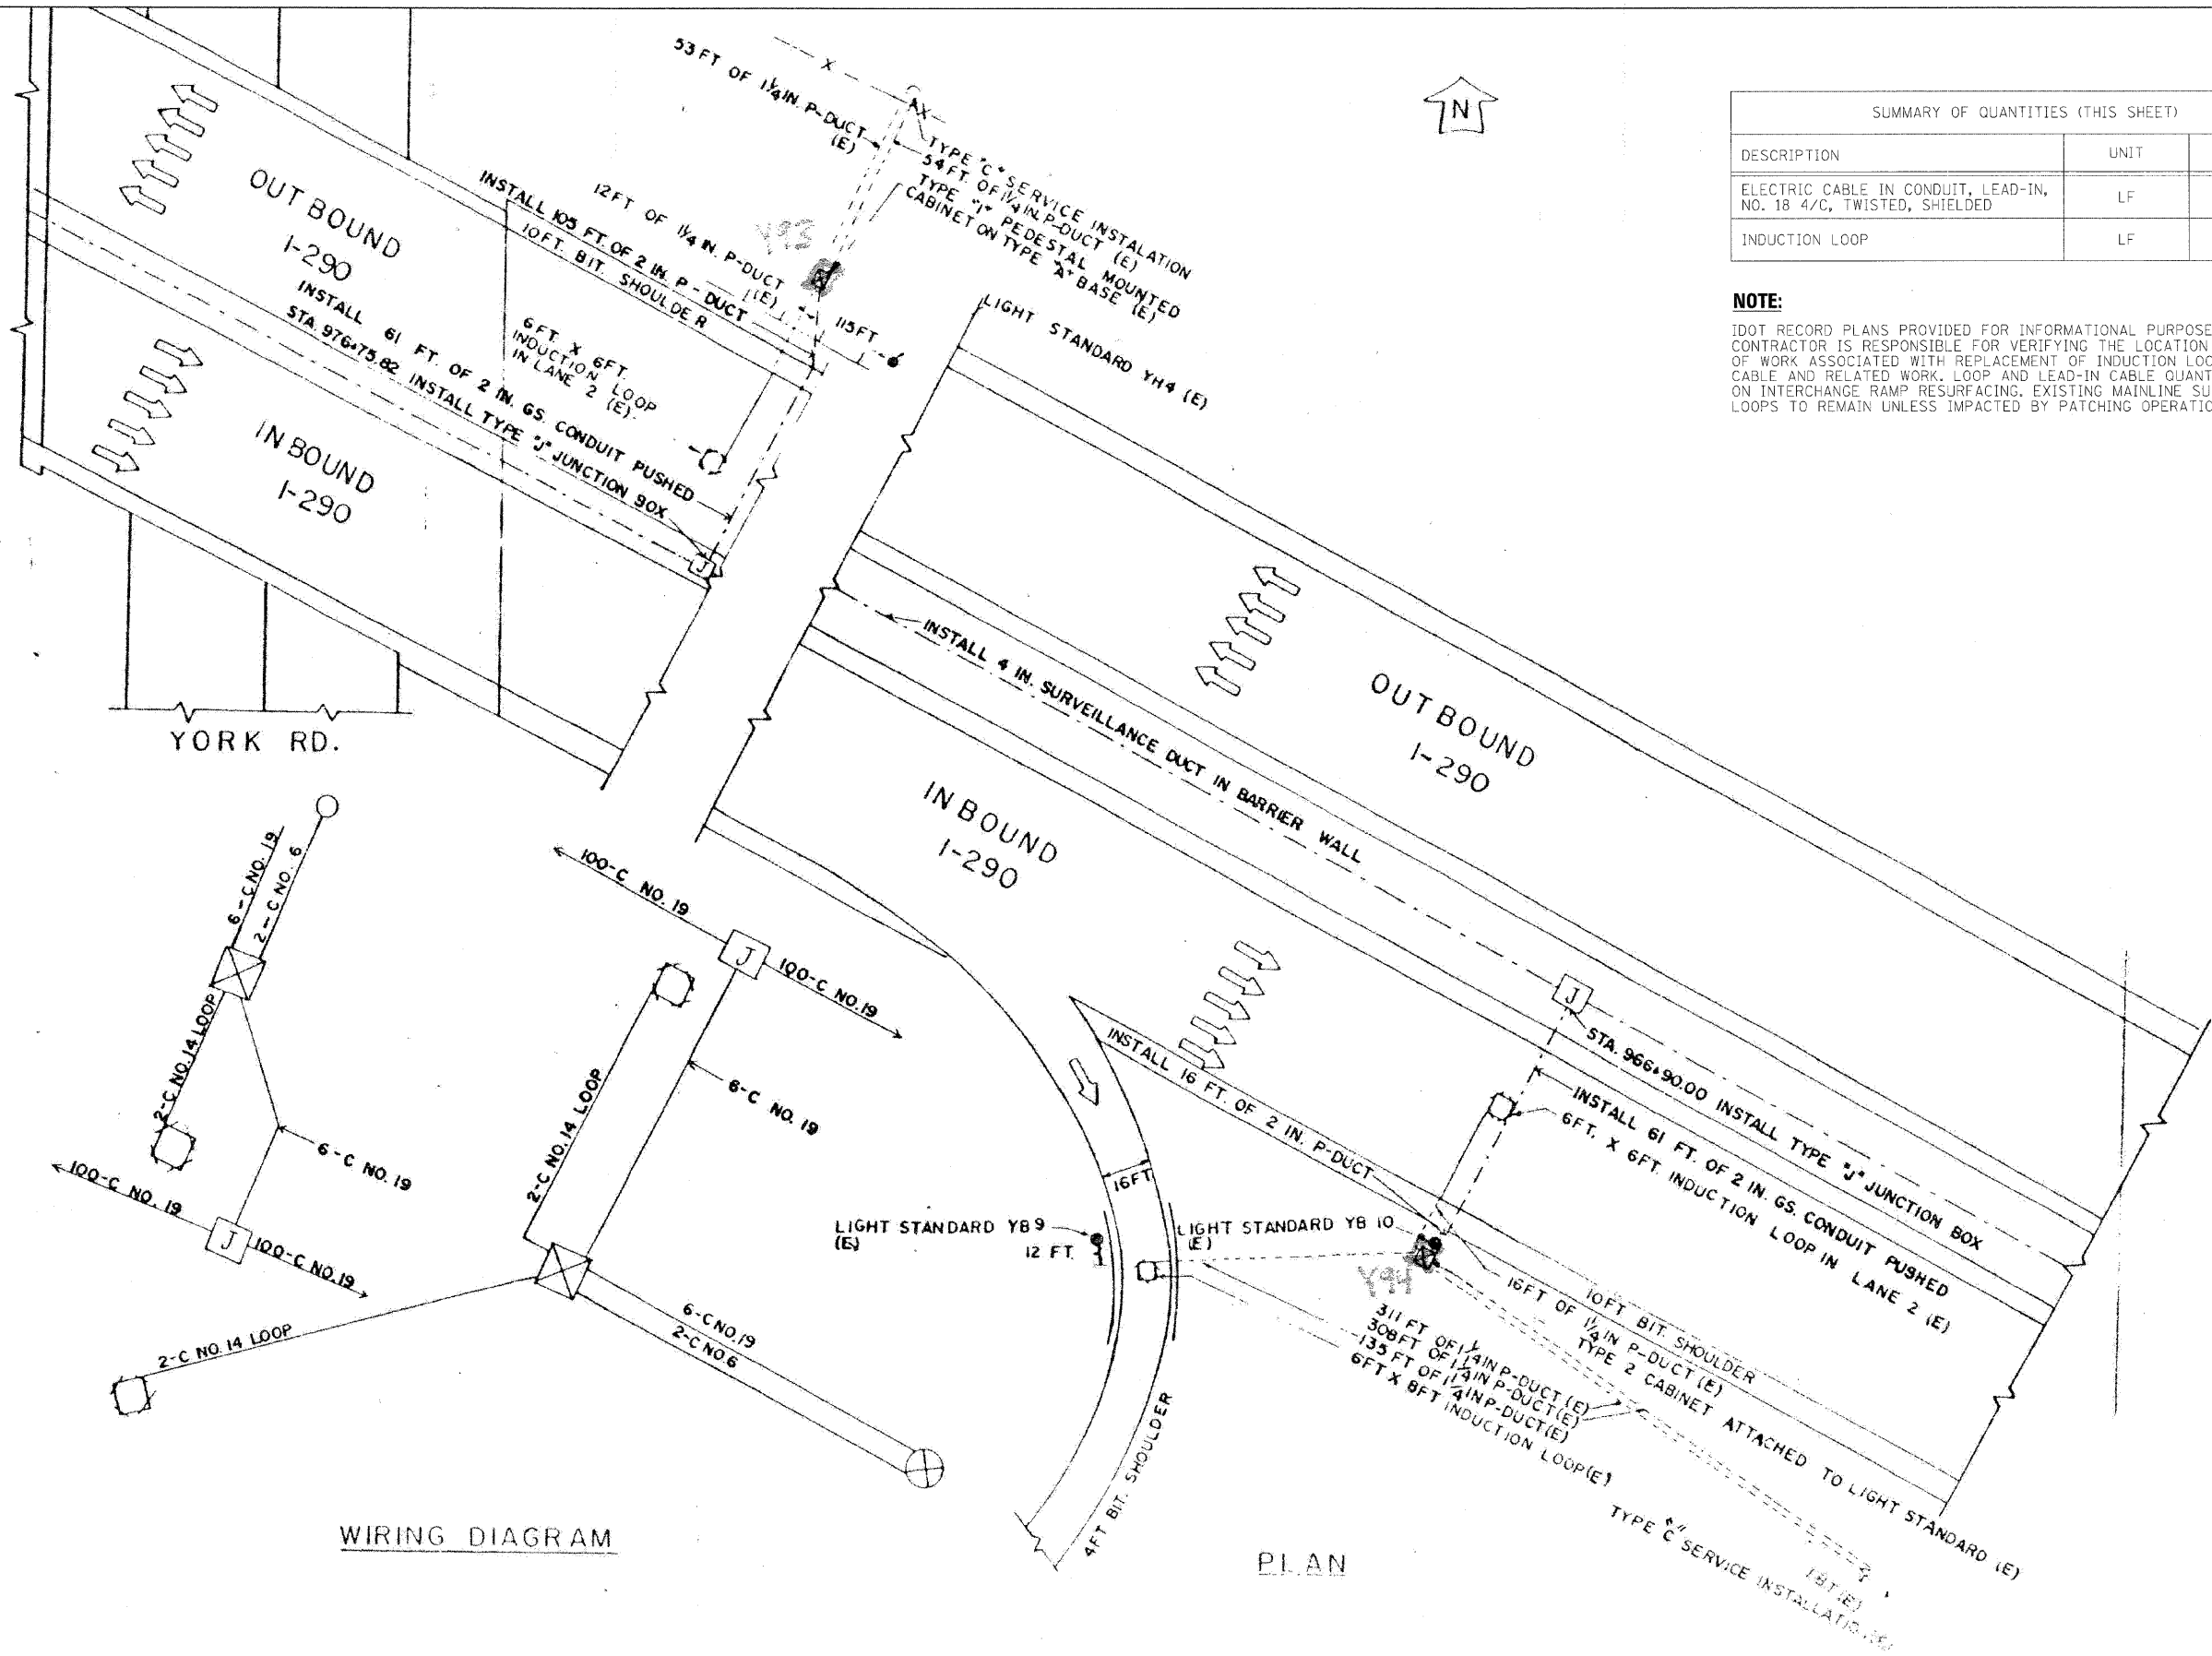 53 FT OF 1¼ IN. P-DUCT
(E)
X
AX
TYPE "C" SERVICE INSTALATION
54 FT. OF 1¼ IN. P-DUCT (E)
TYPE "I" PEDESTAL MOUNTED
CABINET ON TYPE "A" BASE (E)
N
SUMMARY OF QUANTITIES (THIS SHEET)
DESCRIPTION UNIT
ELECTRIC CABLE IN CONDUIT, LEAD-IN,
NO. 18 4/C, TWISTED, SHIELDED LF
INDUCTION LOOP LF
NOTE:
IDOT RECORD PLANS PROVIDED FOR INFORMATIONAL PURPOSE
CONTRACTOR IS RESPONSIBLE FOR VERIFYING THE LOCATION
OF WORK ASSOCIATED WITH REPLACEMENT OF INDUCTION LOO
CABLE AND RELATED WORK. LOOP AND LEAD-IN CABLE QUANT
ON INTERCHANGE RAMP RESURFACING. EXISTING MAINLINE SU
LOOPS TO REMAIN UNLESS IMPACTED BY PATCHING OPERATIO
OUTBOUND
I-290
12 FT OF 1¼ IN. P-DUCT
(E)
INSTALL 105 FT. OF 2 IN. P-DUCT
10 FT. BIT. SHOULDER
Y93
115 FT
LIGHT STANDARD YH4 (E)
6 FT. X 6 FT.
INDUCTION LOOP
IN LANE 2 (E)
INSTALL 61 FT. OF 2 IN. GS. CONDUIT PUSHED
STA. 976+75.82 INSTALL TYPE "J" JUNCTION BOX
J
INBOUND
I-290
YORK RD.
INSTALL 4 IN. SURVEILLANCE DUCT IN BARRIER WALL
OUTBOUND
I-290
INBOUND
I-290
J
STA. 966+90.00 INSTALL TYPE "J" JUNCTION BOX
INSTALL 61 FT. OF 2 IN. GS. CONDUIT PUSHED
6 FT. X 6 FT. INDUCTION LOOP IN LANE 2 (E)
INSTALL 16 FT. OF 2 IN. P-DUCT
16 FT
LIGHT STANDARD YB 9
(E)
12 FT.
LIGHT STANDARD YB 10
(E)
Y94
10 FT. BIT. SHOULDER
16 FT OF 1¼ IN P-DUCT (E)
TYPE 2 CABINET ATTACHED TO LIGHT STANDARD (E)
311 FT OF 1¼ IN P-DUCT (E)
308 FT OF 1¼ IN P-DUCT (E)
135 FT OF 1¼ IN P-DUCT (E)
6 FT X 8 FT INDUCTION LOOP (E)
TYPE "C" SERVICE INSTALLATIO
4 FT BIT. SHOULDER
PLAN
6-C NO. 19
2-C NO. 6
2-C NO. 14 LOOP
6-C NO. 19
100-C NO. 19
J
100-C NO. 19
100-C NO. 19
J
100-C NO. 19
2-C NO. 14 LOOP
6-C NO. 19
2-C NO. 14 LOOP
6-C NO. 19
2-C NO. 6
WIRING DIAGRAM